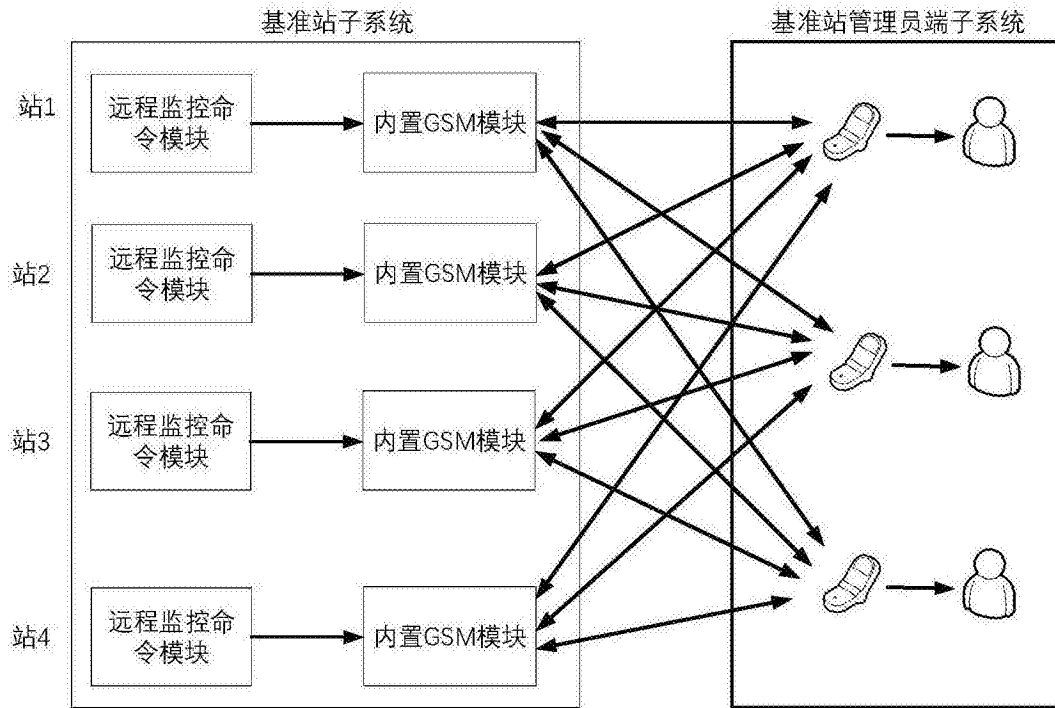 基准站子系统
基准站管理员端子系统
站1
远程监控命
令模块
内置GSM模块
站2
远程监控命
令模块
内置GSM模块
站3
远程监控命
令模块
内置GSM模块
站4
远程监控命
令模块
内置GSM模块